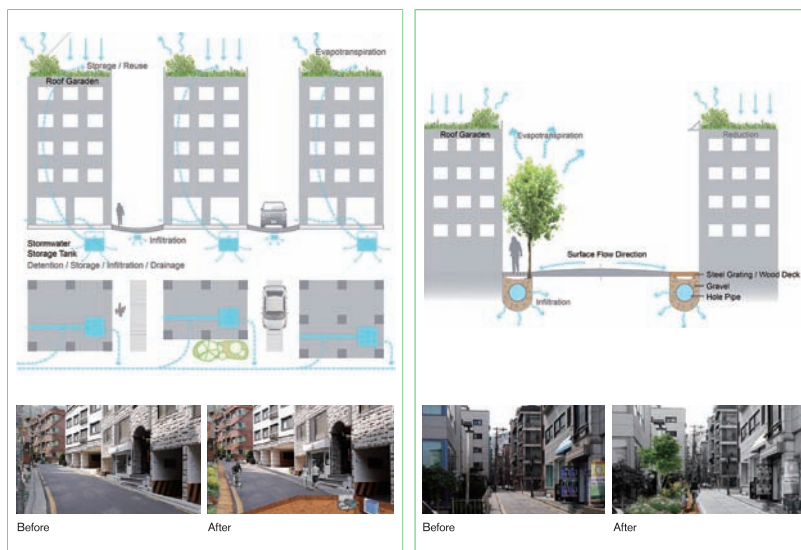 Evapotranspiration
Storage / Reuse
Roof Garaden
Infiltration
Stormwater
Storage Tank
Detention / Storage / Infiltration / Drainage
Before
After
Roof Garaden
Evapotranspiration
Reduction
Surface Flow Direction
Steel Grating / Wood Deck
Gravel
Hole Pipe
Infiltration
Before
After